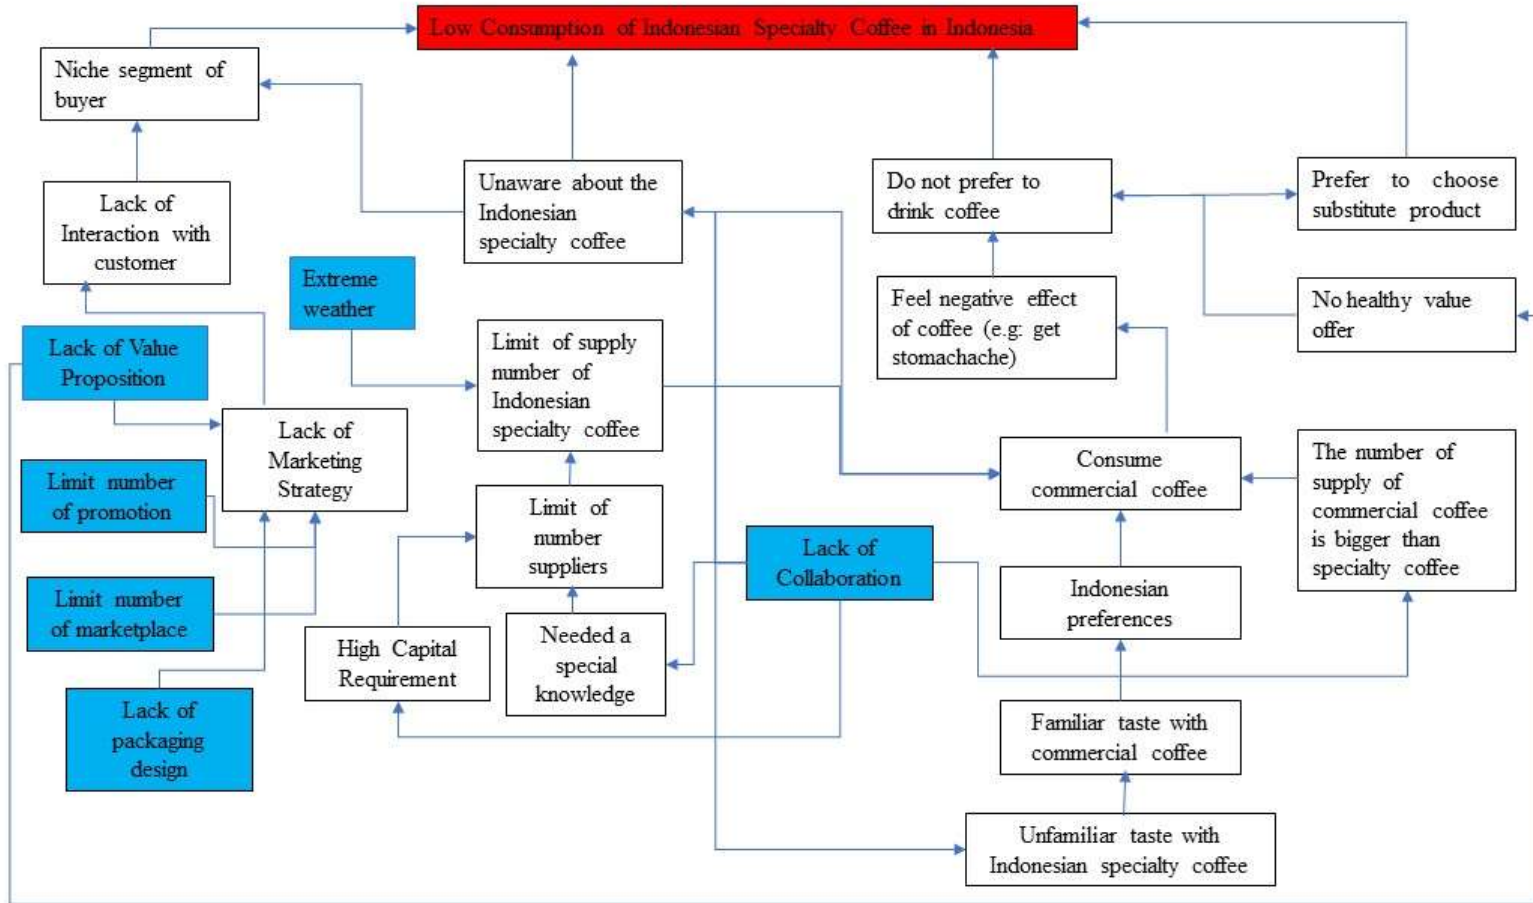 Low Consumption of Indonesian Specialty Coffee in Indonesia
Niche segment of
buyer
Unaware about the
Indonesian
specialty coffee
Do not prefer to
drink coffee
Prefer to choose
substitute product
Lack of
Interaction with
customer
Extreme
weather
Feel negative effect
of coffee (e.g: get
stomachache)
No healthy value
offer
Lack of Value
Proposition
Limit of supply
number of
Indonesian
specialty coffee
Lack of
Marketing
Strategy
Consume
commercial coffee
The number of
supply of
commercial coffee
is bigger than
specialty coffee
Limit number
of promotion
Limit of
number
suppliers
Lack of
Collaboration
Limit number
of marketplace
Indonesian
preferences
High Capital
Requirement
Needed a
special
knowledge
Lack of
packaging
design
Familiar taste with
commercial coffee
Unfamiliar taste with
Indonesian specialty coffee